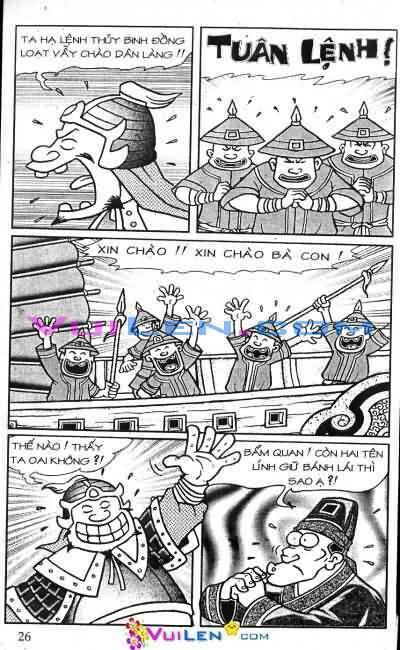 TA HẠ LỆNH THỦY BINH ĐỒNG
LOẠT VẪY CHÀO DÂN LÀNG !!
TUÂN LỆNH !
XIN CHÀO !! XIN CHÀO BÀ CON !
VUILEN.COM
THẾ NÀO ! THẤY
TA OAI KHÔNG ?!
BẨM QUAN ! CÒN HAI TÊN
LÍNH GIỮ BÁNH LÁI THÌ
SAO Ạ ?!
26
VUILEN.COM